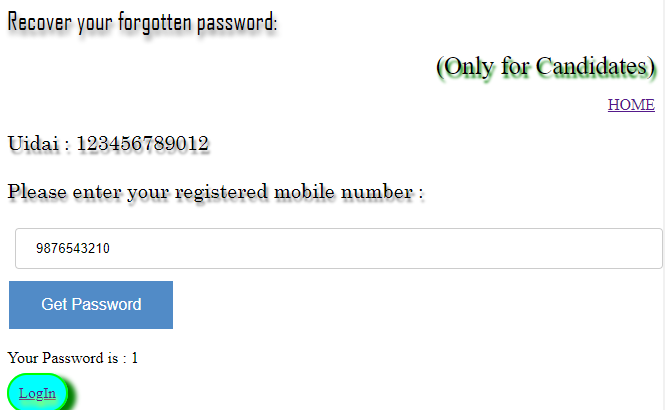 Recover your forgotten password:
(Only for Candidates)
HOME
Uidai : 123456789012
Please enter your registered mobile number :
9876543210
Get Password
Your Password is : 1
LogIn